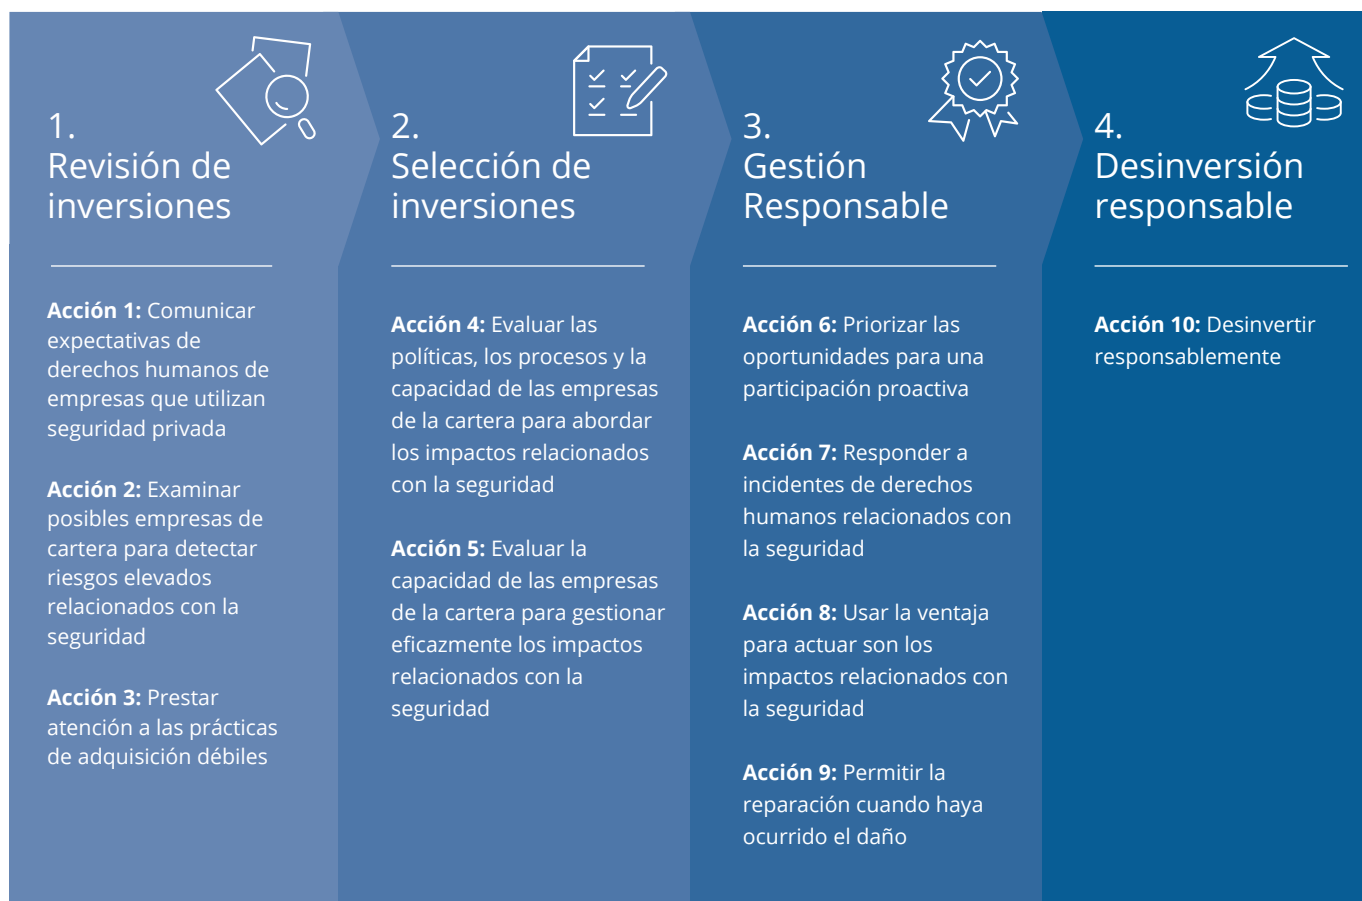 1.
Revisión de
inversiones
Acción 1: Comunicar
expectativas de
derechos humanos de
empresas que utilizan
seguridad privada
Acción 2: Examinar
posibles empresas de
cartera para detectar
riesgos elevados
relacionados con la
seguridad
Acción 3: Prestar
atención a las prácticas
de adquisición débiles
2.
Selección de
inversiones
Acción 4: Evaluar las
políticas, los procesos y la
capacidad de las empresas
de la cartera para abordar
los impactos relacionados
con la seguridad
Acción 5: Evaluar la
capacidad de las empresas
de la cartera para gestionar
eficazmente los impactos
relacionados con la
seguridad
3.
Gestión
Responsable
Acción 6: Priorizar las
oportunidades para una
participación proactiva
Acción 7: Responder a
incidentes de derechos
humanos relacionados con
la seguridad
Acción 8: Usar la ventaja
para actuar son los
impactos relacionados con
la seguridad
Acción 9: Permitir la
reparación cuando haya
ocurrido el daño
4.
Desinversión
responsable
Acción 10: Desinvertir
responsablemente